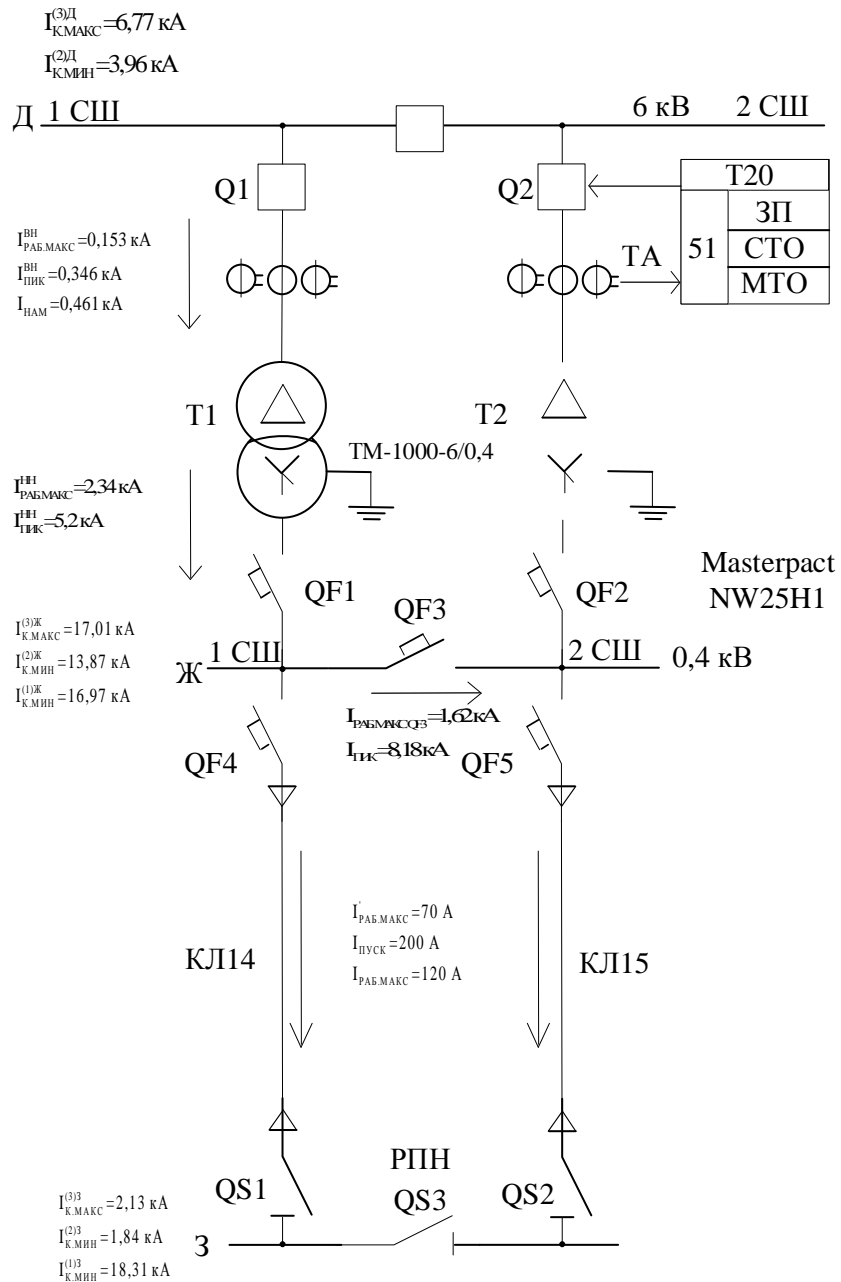 I(3)Д К.МАКС=6,77 кА
I(2)Д К.МИН=3,96 кА
Д 1 СШ 6 кВ 2 СШ
Q1 Q2 Т20
ЗП
51 СТО
МТО
ТА
IВН РАБ.МАКС=0,153 кА
IВН ПИК=0,346 кА
IНАМ=0,461 кА
Т1 Т2
ТМ-1000-6/0,4
IНН РАБ.МАКС=2,34 кА
IНН ПИК=5,2 кА
Masterpact
NW25H1
QF1 QF3 QF2
I(3)Ж К.МАКС=17,01 кА
I(2)Ж К.МИН=13,87 кА
I(1)Ж К.МИН=16,97 кА
Ж 1 СШ 2 СШ 0,4 кВ
IРАБ.МАКС QF3=1,62кА
IПИК=8,18кА
QF4 QF5
I'РАБ.МАКС=70 А
IПУСК=200 А
IРАБ.МАКС=120 А
КЛ14 КЛ15
РПН
QS1 QS3 QS2
I(3)З К.МАКС=2,13 кА
I(2)З К.МИН=1,84 кА
I(1)З К.МИН=18,31 кА
З